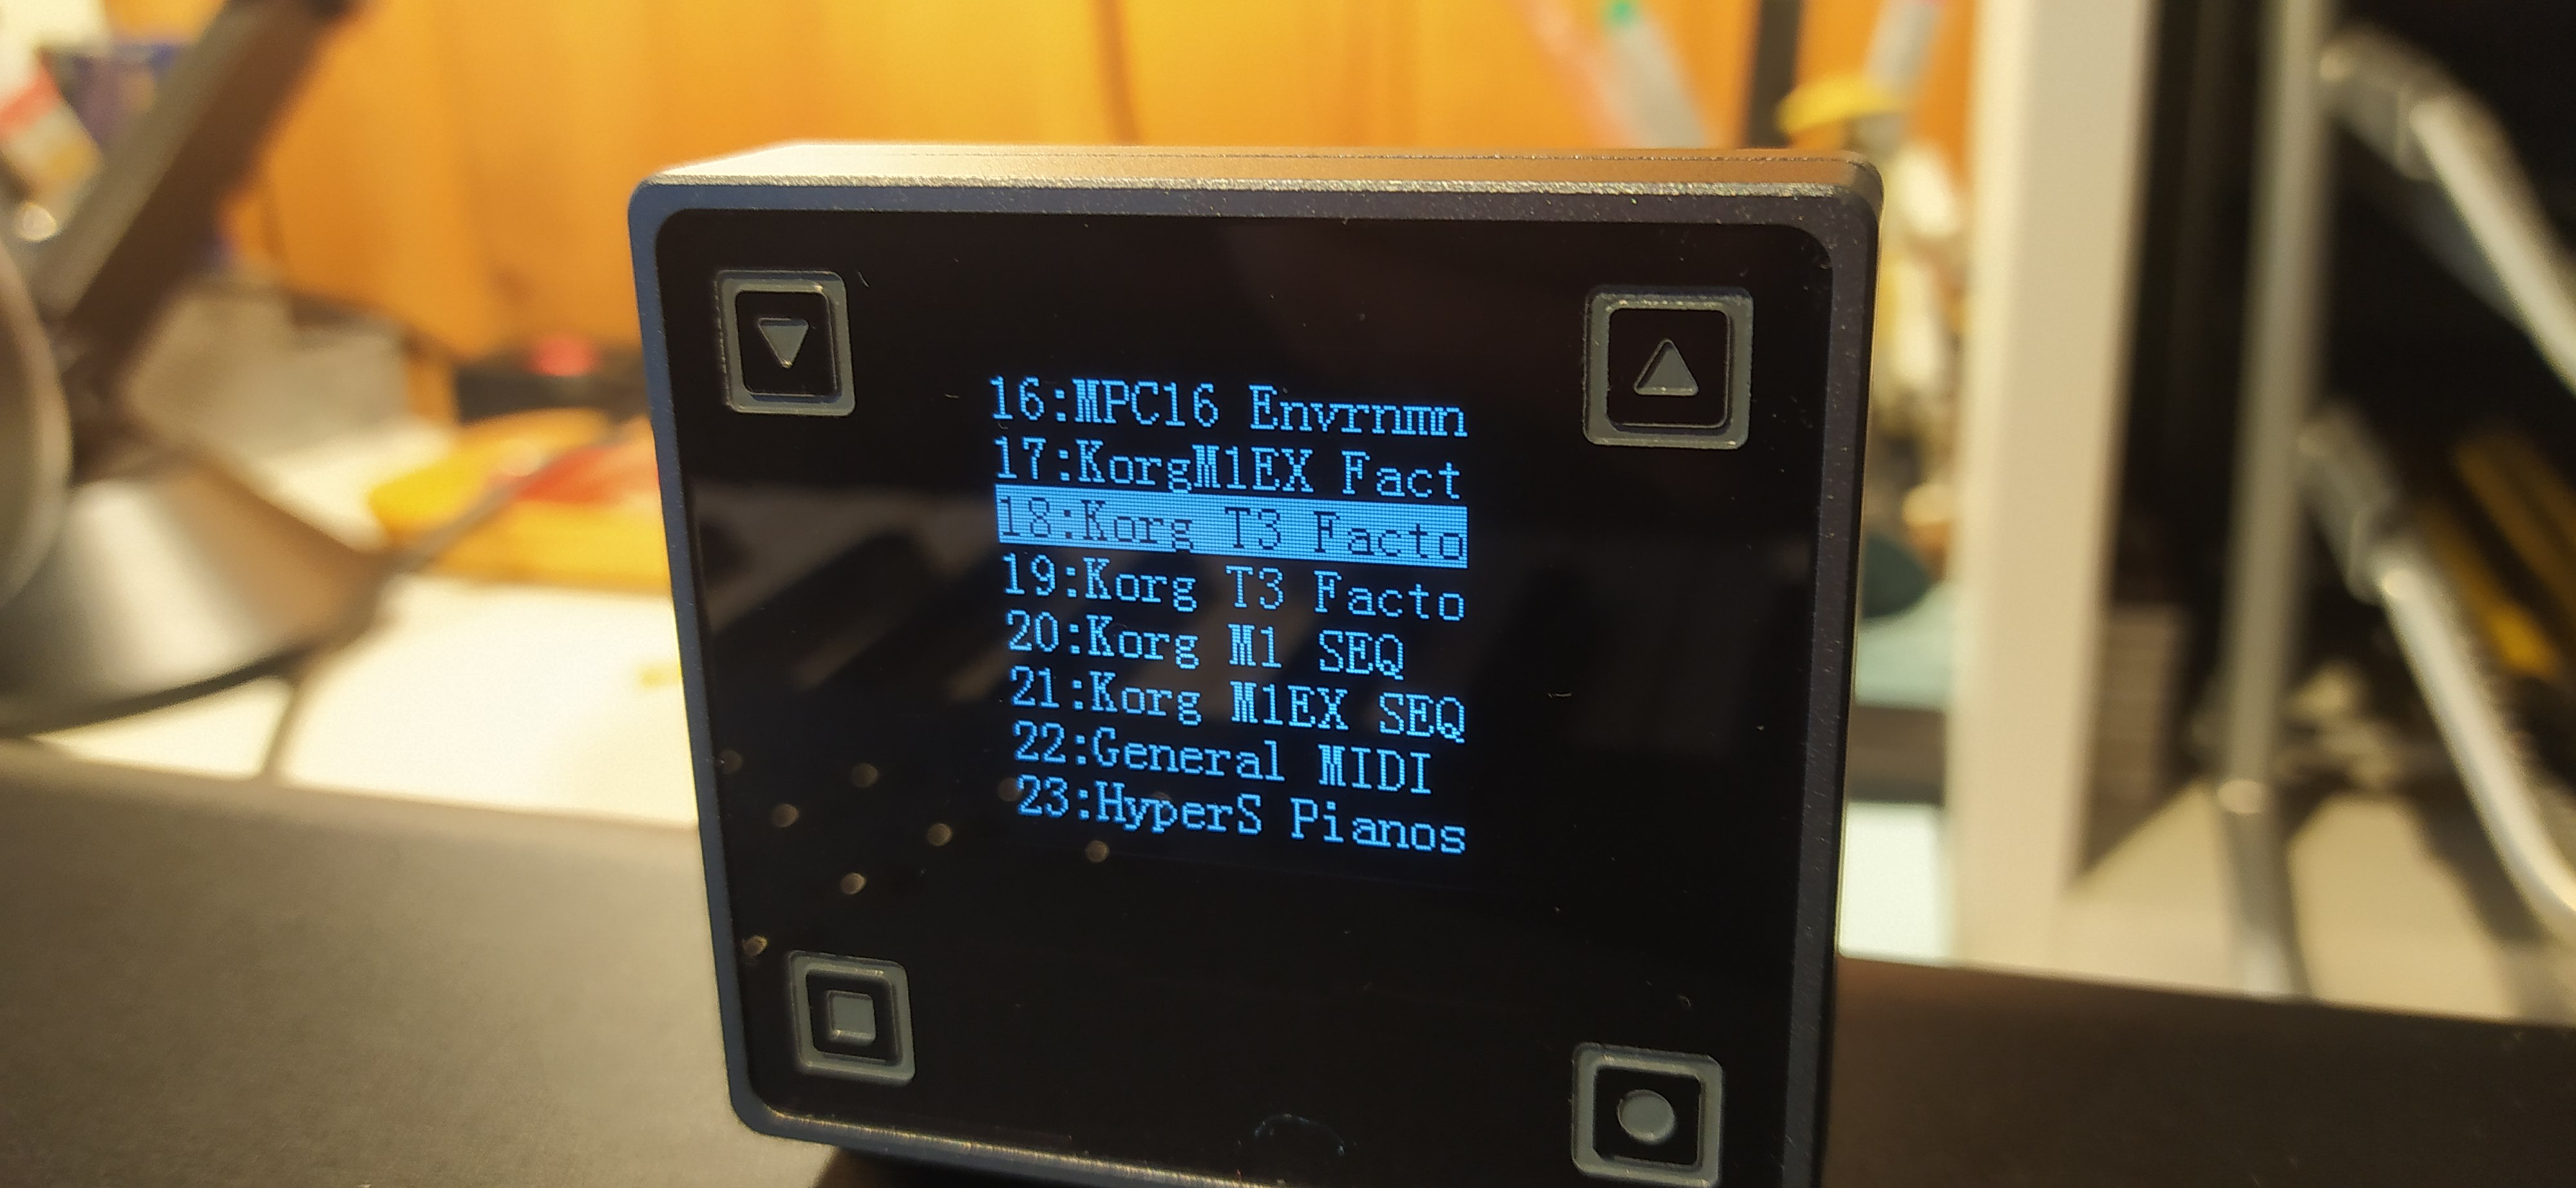 16:MPC16 Envrnmn
17:KorgM1EX Fact
18:Korg T3 Facto
19:Korg T3 Facto
20:Korg M1 SEQ
21:Korg M1EX SEQ
22:General MIDI
23:HyperS Pianos